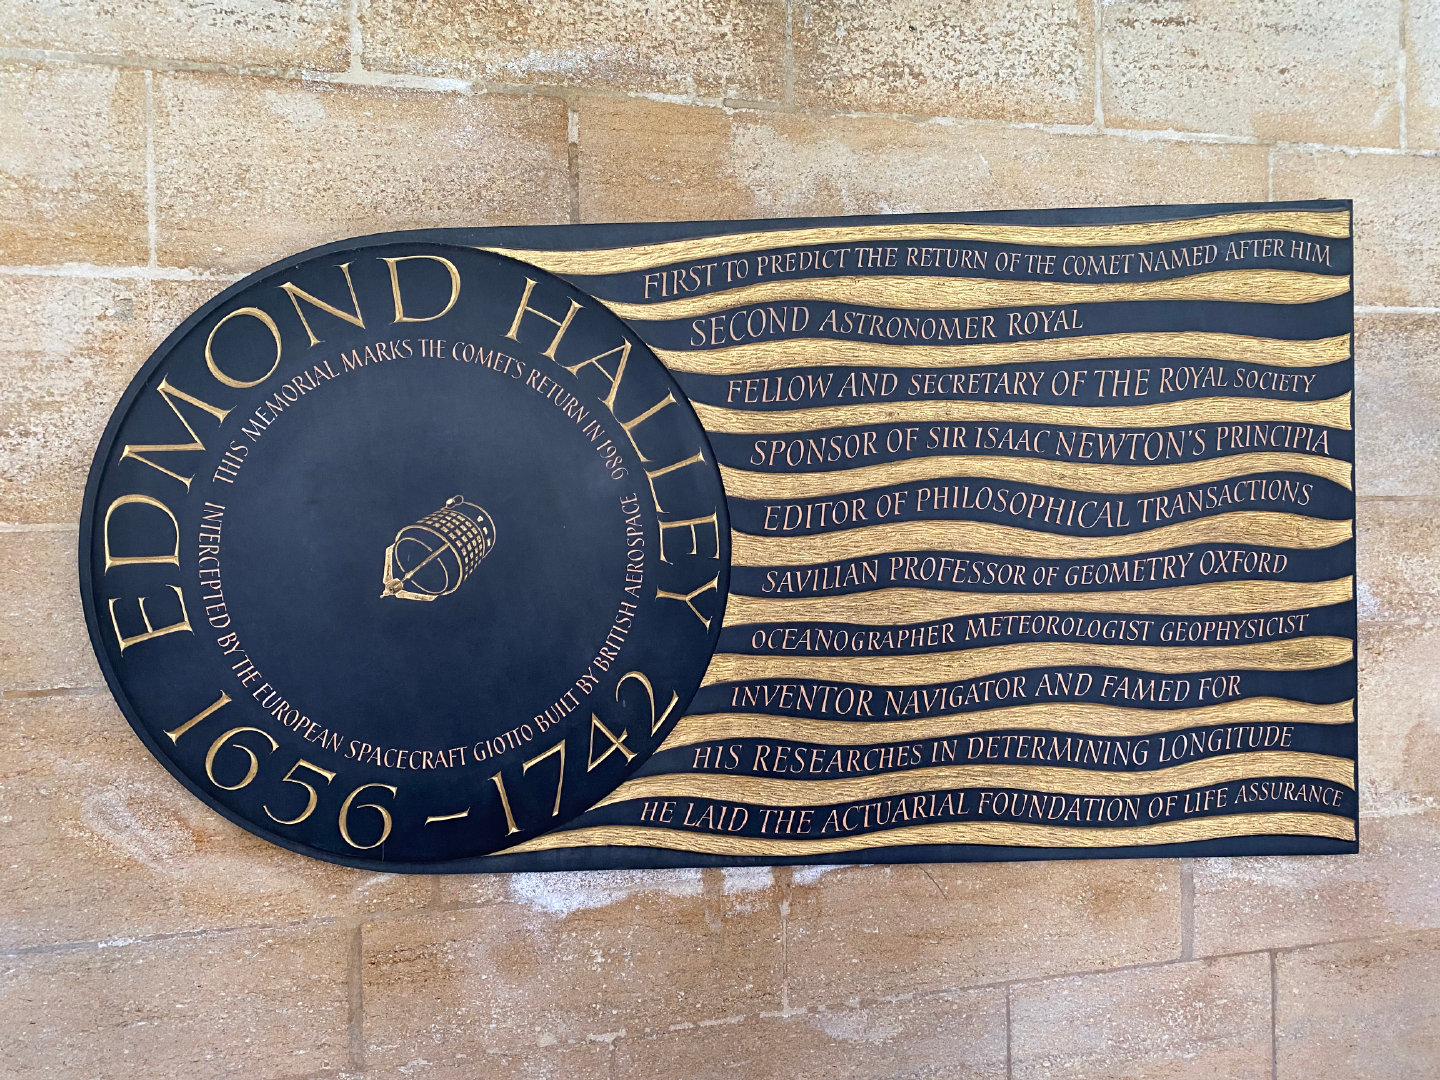 EDMOND HALLEY
1656 - 1742
THIS MEMORIAL MARKS THE COMET'S RETURN IN 1986
INTERCEPTED BY THE EUROPEAN SPACECRAFT GIOTTO BUILT BY BRITISH AEROSPACE
FIRST TO PREDICT THE RETURN OF THE COMET NAMED AFTER HIM
SECOND ASTRONOMER ROYAL
FELLOW AND SECRETARY OF THE ROYAL SOCIETY
SPONSOR OF SIR ISAAC NEWTON'S PRINCIPIA
EDITOR OF PHILOSOPHICAL TRANSACTIONS
SAVILIAN PROFESSOR OF GEOMETRY OXFORD
OCEANOGRAPHER METEOROLOGIST GEOPHYSICIST
INVENTOR NAVIGATOR AND FAMED FOR
HIS RESEARCHES IN DETERMINING LONGITUDE
HE LAID THE ACTUARIAL FOUNDATION OF LIFE ASSURANCE